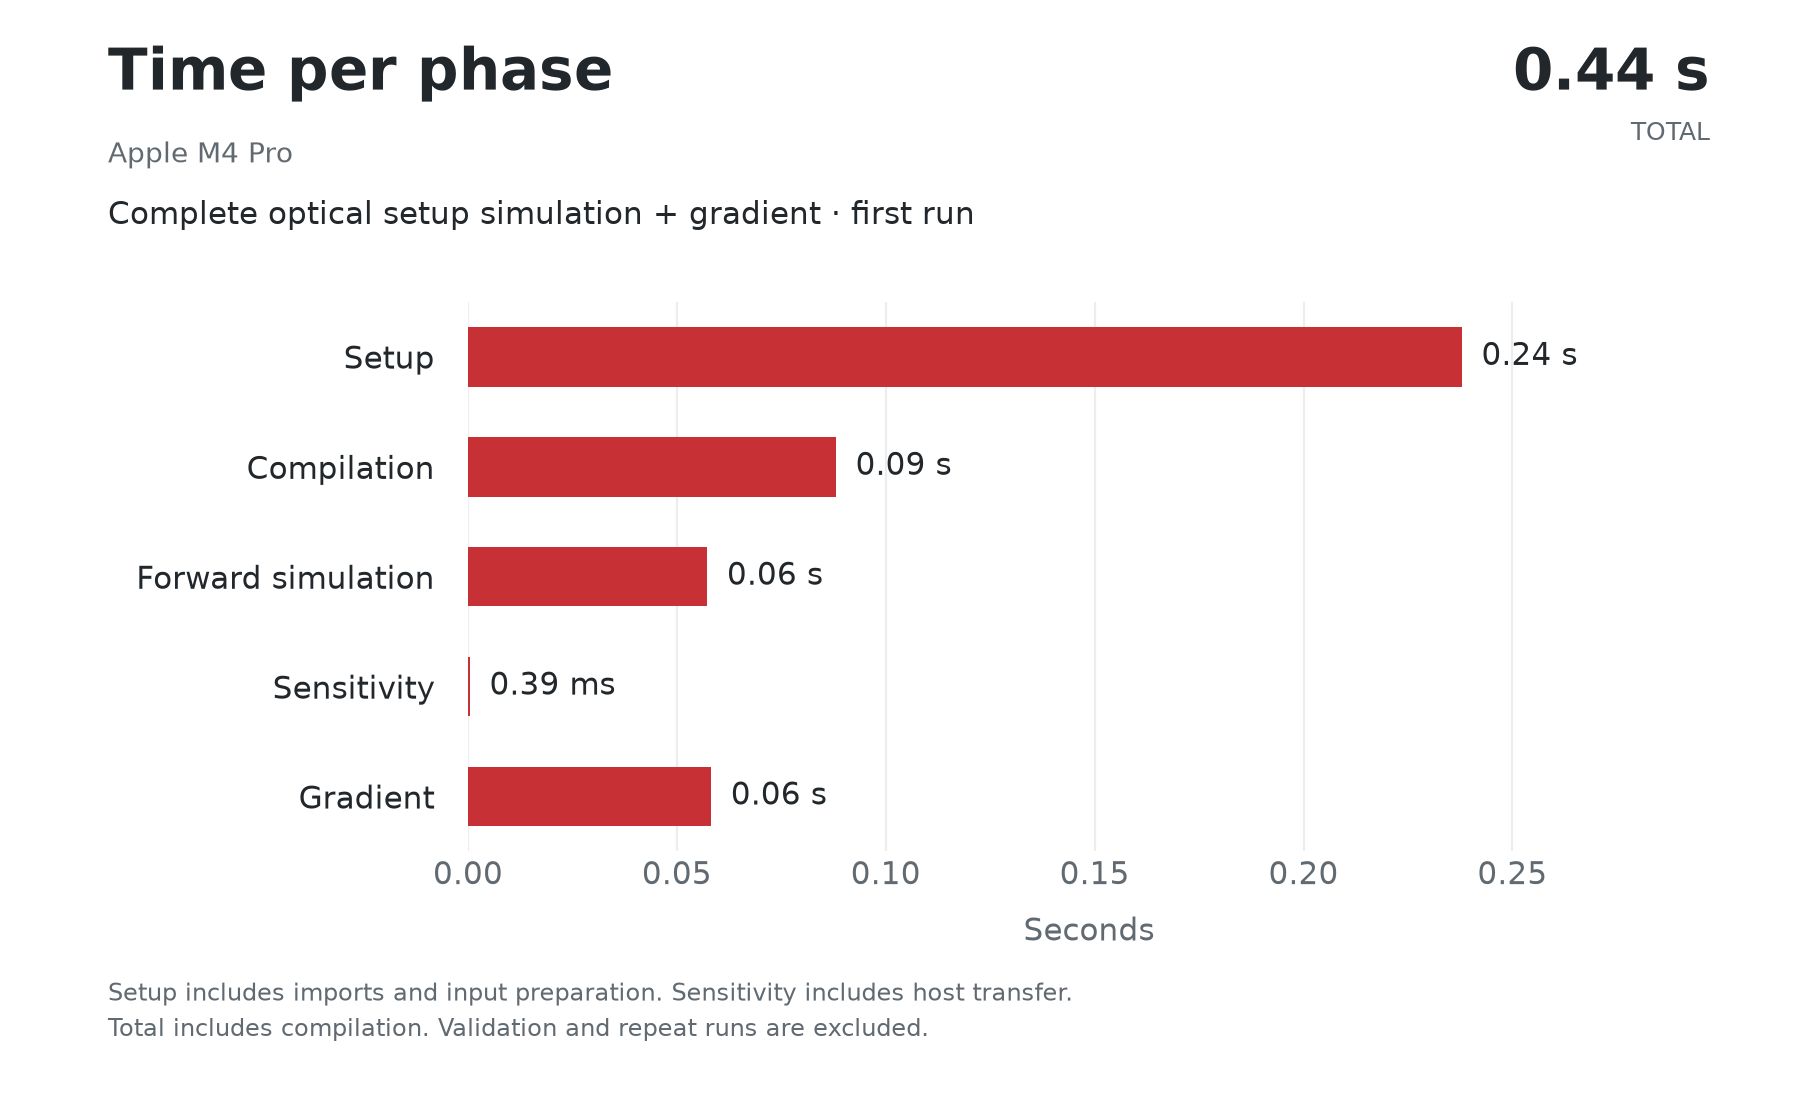 Time per phase
0.44 s
TOTAL
Apple M4 Pro
Complete optical setup simulation + gradient · first run
Setup
0.24 s
Compilation
0.09 s
Forward simulation
0.06 s
Sensitivity
0.39 ms
Gradient
0.06 s
0.00 0.05 0.10 0.15 0.20 0.25
Seconds
Setup includes imports and input preparation. Sensitivity includes host transfer.
Total includes compilation. Validation and repeat runs are excluded.